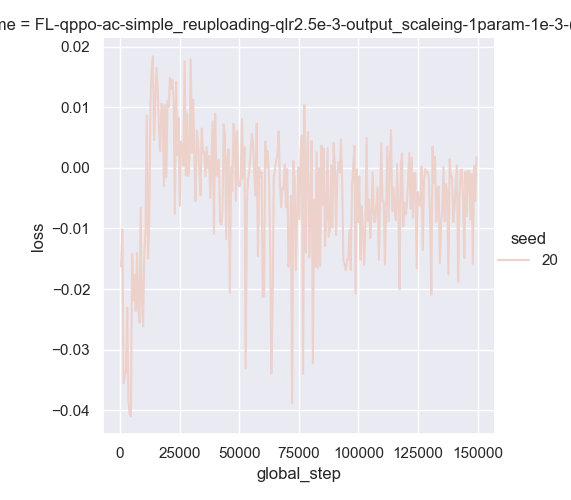 me = FL-qppo-ac-simple_reuploading-qlr2.5e-3-output_scaleing-1param-1e-3-
0.02
0.01
0.00
−0.01
−0.02
−0.03
−0.04
loss
0 25000 50000 75000 100000 125000 150000
global_step
seed
20